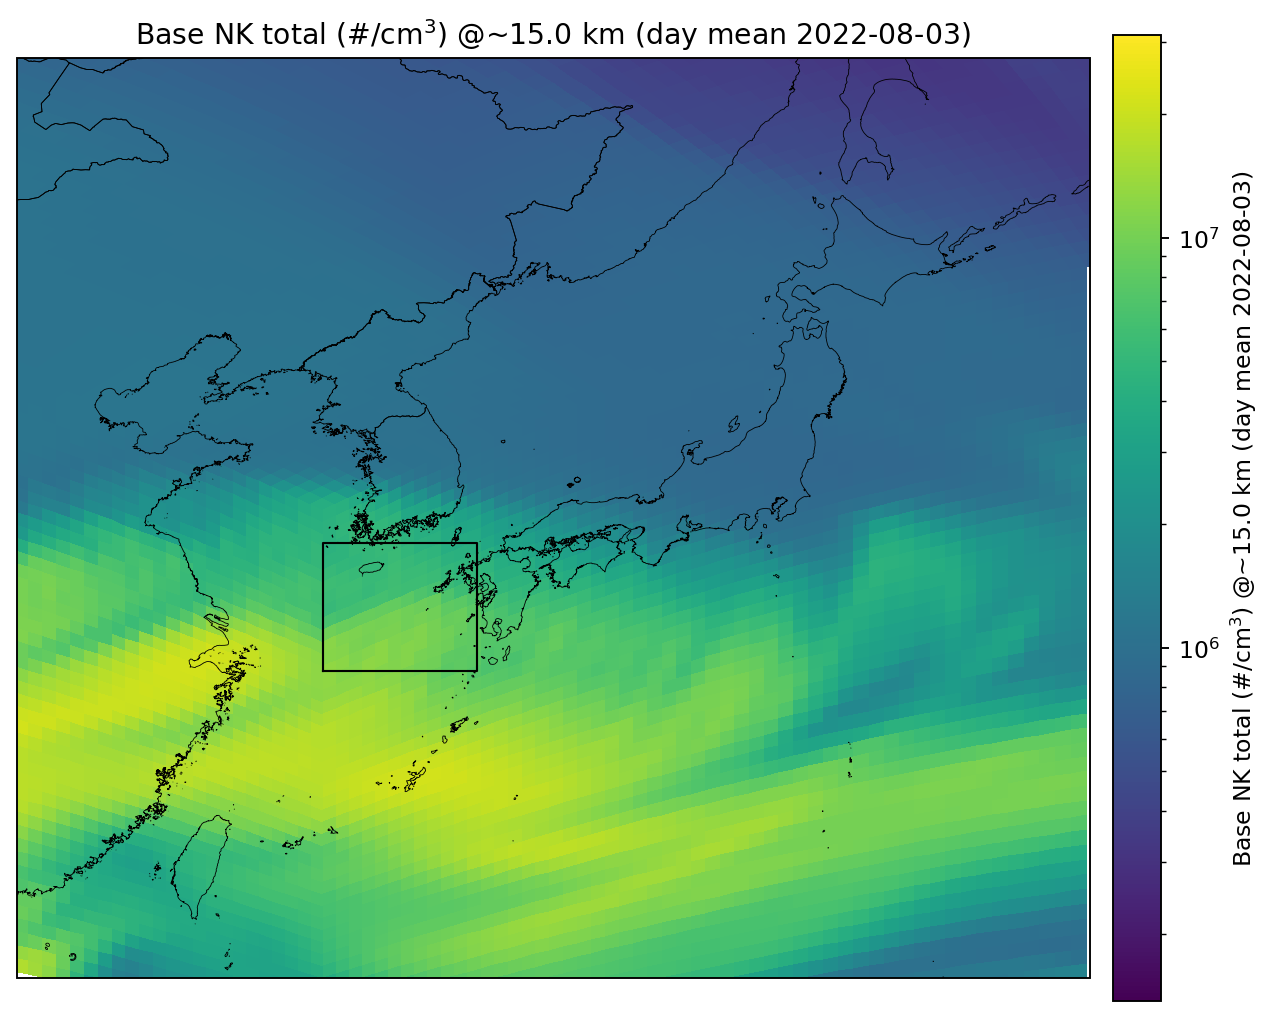 Base NK total (#/cm³) @~15.0 km (day mean 2022-08-03)
10⁷
10⁶
Base NK total (#/cm³) @~15.0 km (day mean 2022-08-03)